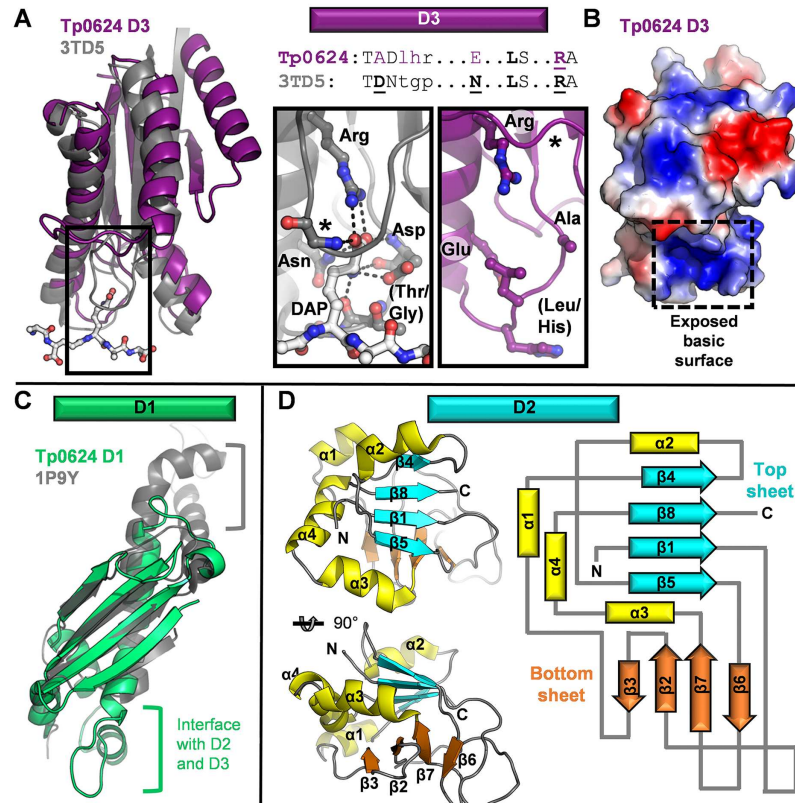 A
Tp0624 D3
3TD5
D3
Tp0624:TADlhr...E..LS..RA
3TD5: TDNtgp...N..LS..RA
Arg
*
Asn
Asp
DAP
(Thr/
Gly)
Arg
*
Ala
Glu
(Leu/
His)
B
Tp0624 D3
Exposed
basic
surface
C
D1
Tp0624 D1
1P9Y
Interface
with D2
and D3
D
D2
α1
α2
β4
β8
C
β1
N
α4
β5
α3
90°
N
α2
α4
α3
C
α1
β3
β2
β7
β6
α2
β4
Top
sheet
α1
β8
C
α4
β1
N
β5
α3
Bottom
sheet
β3
β2
β7
β6